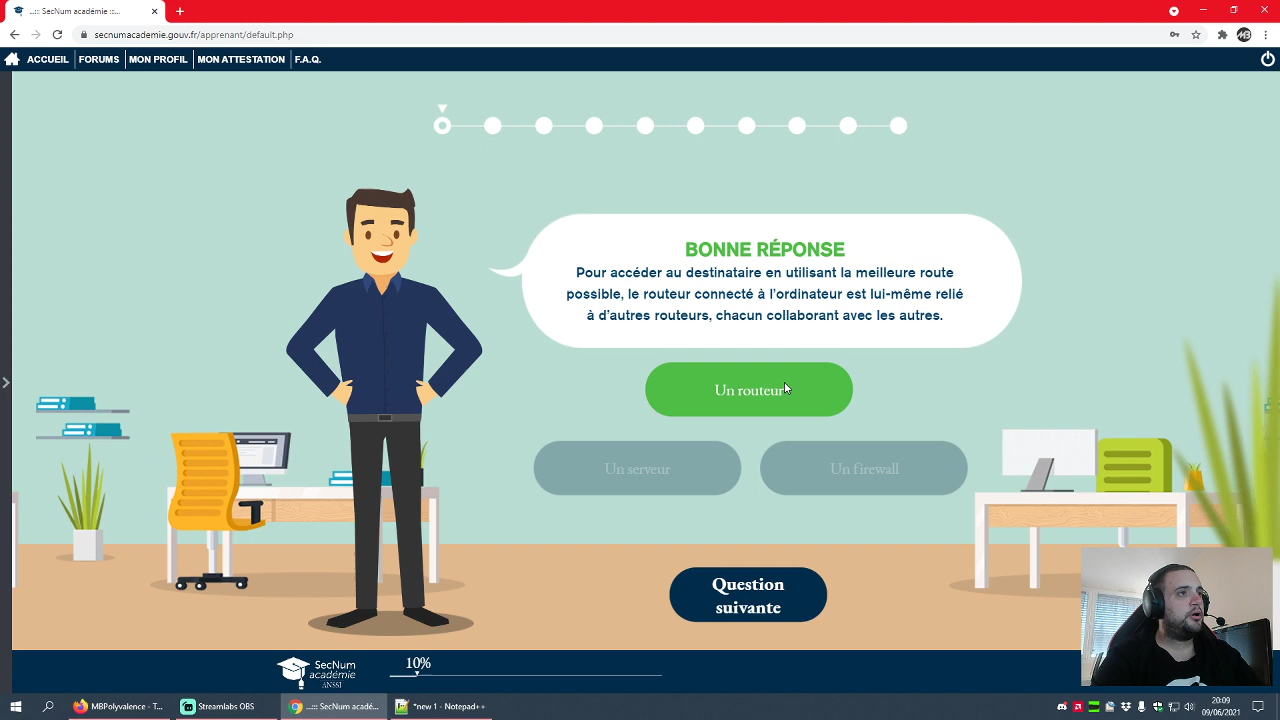 ..:: SecNum académie ::..
secnumacademie.gouv.fr/apprenant/default.php
ACCUEIL
FORUMS
MON PROFIL
MON ATTESTATION
F.A.Q.
BONNE RÉPONSE
Pour accéder au destinataire en utilisant la meilleure route
possible, le routeur connecté à l'ordinateur est lui-même relié
à d'autres routeurs, chacun collaborant avec les autres.
Un routeur
Un serveur
Un firewall
Question
suivante
SecNum
académie
ANSSI
10%
MBPolyvalence - T...
Streamlabs OBS
..:: SecNum acadé...
*new 1 - Notepad++
20:09
09/06/2021